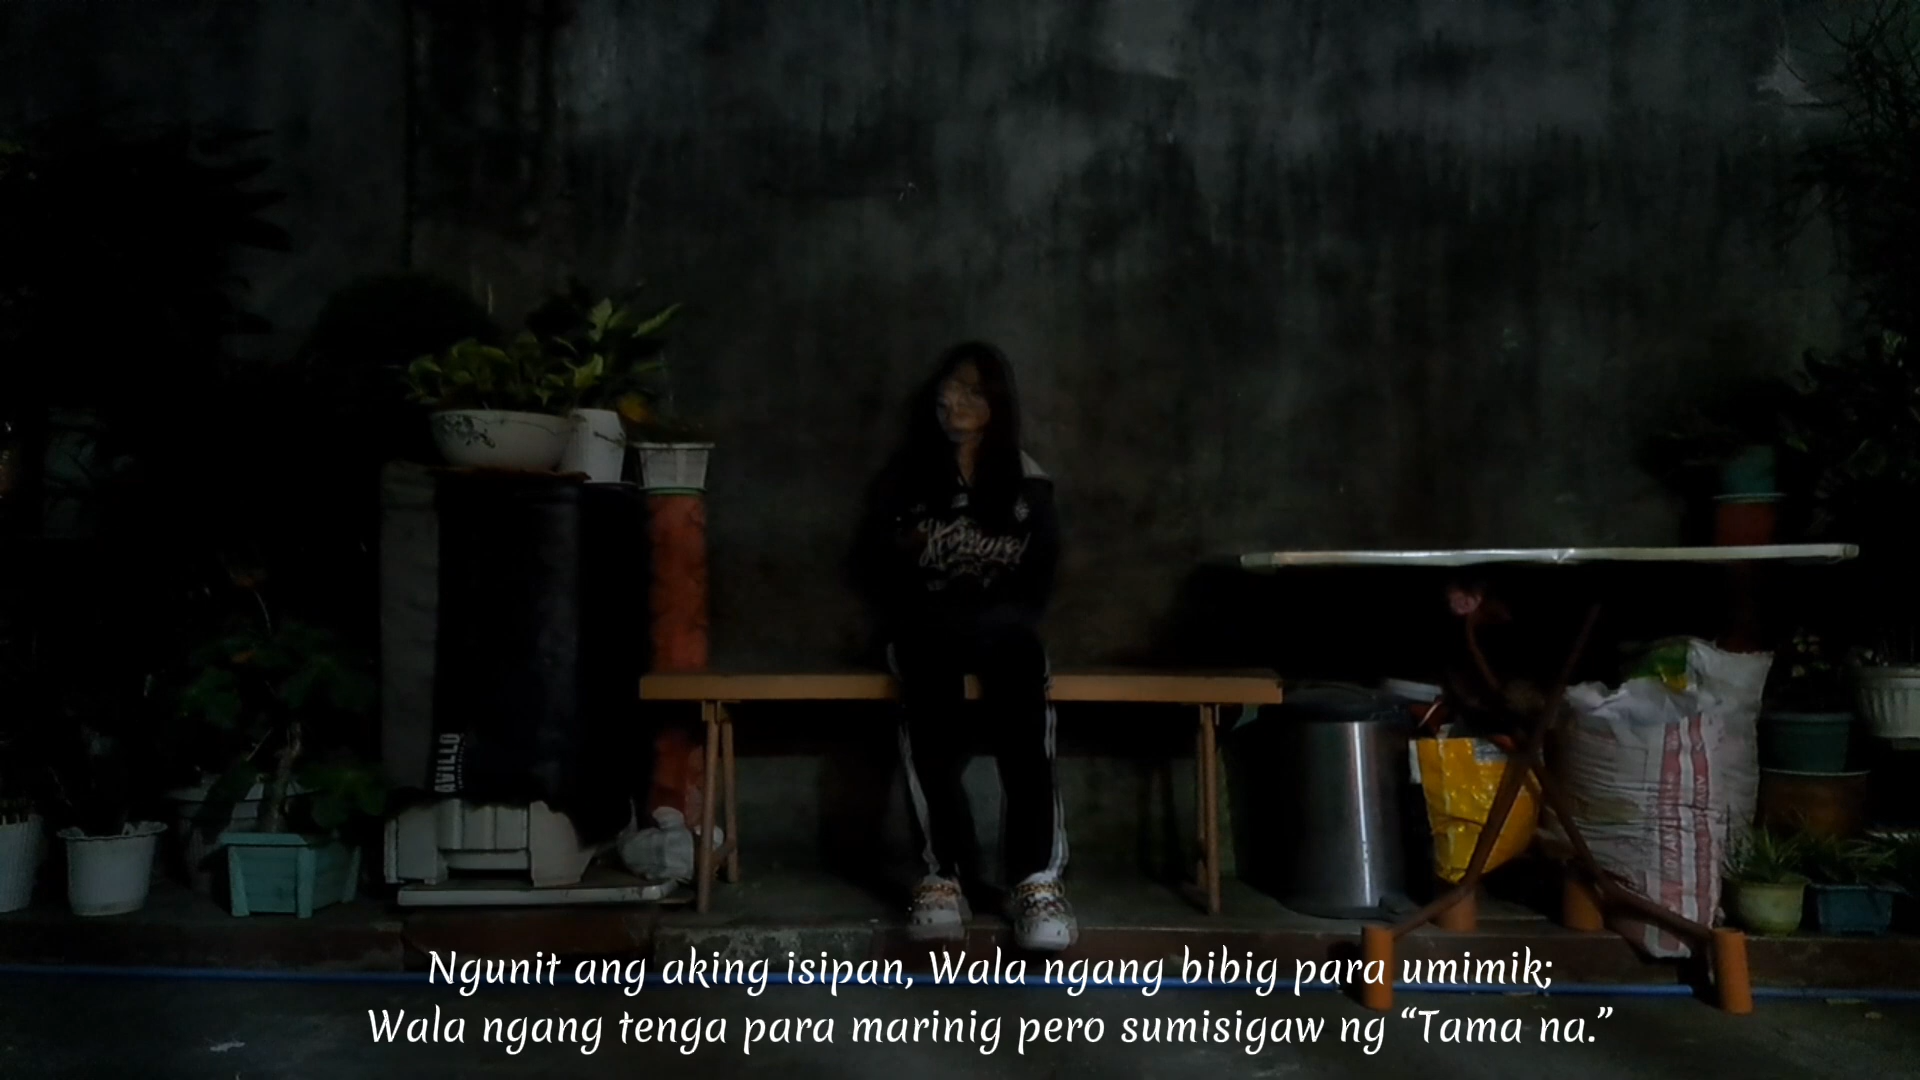 AVILLO
Ngunit ang aking isipan, Wala ngang bibig para umimik;
Wala ngang tenga para marinig pero sumisigaw ng “Tama na.”